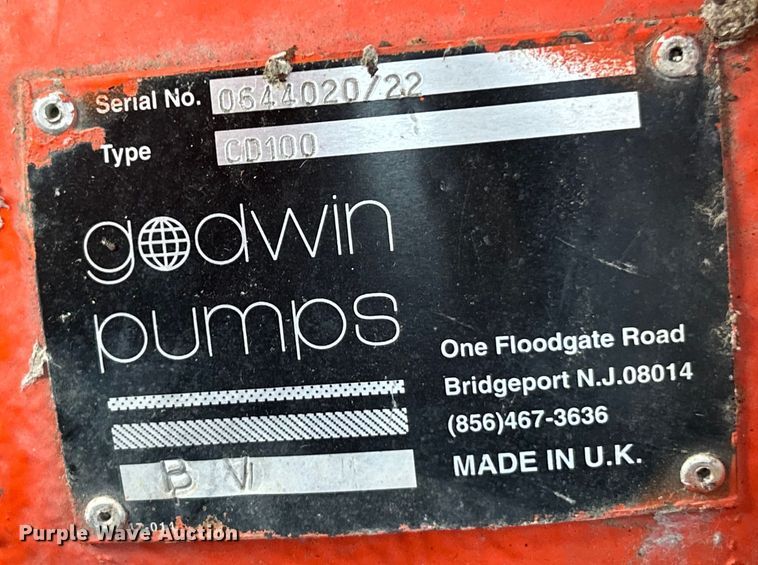 Serial No. 0644020/22
Type CD100
godwin
pumps
One Floodgate Road
Bridgeport N.J.08014
(856)467-3636
MADE IN U.K.
B VI
Purple Wave Auction